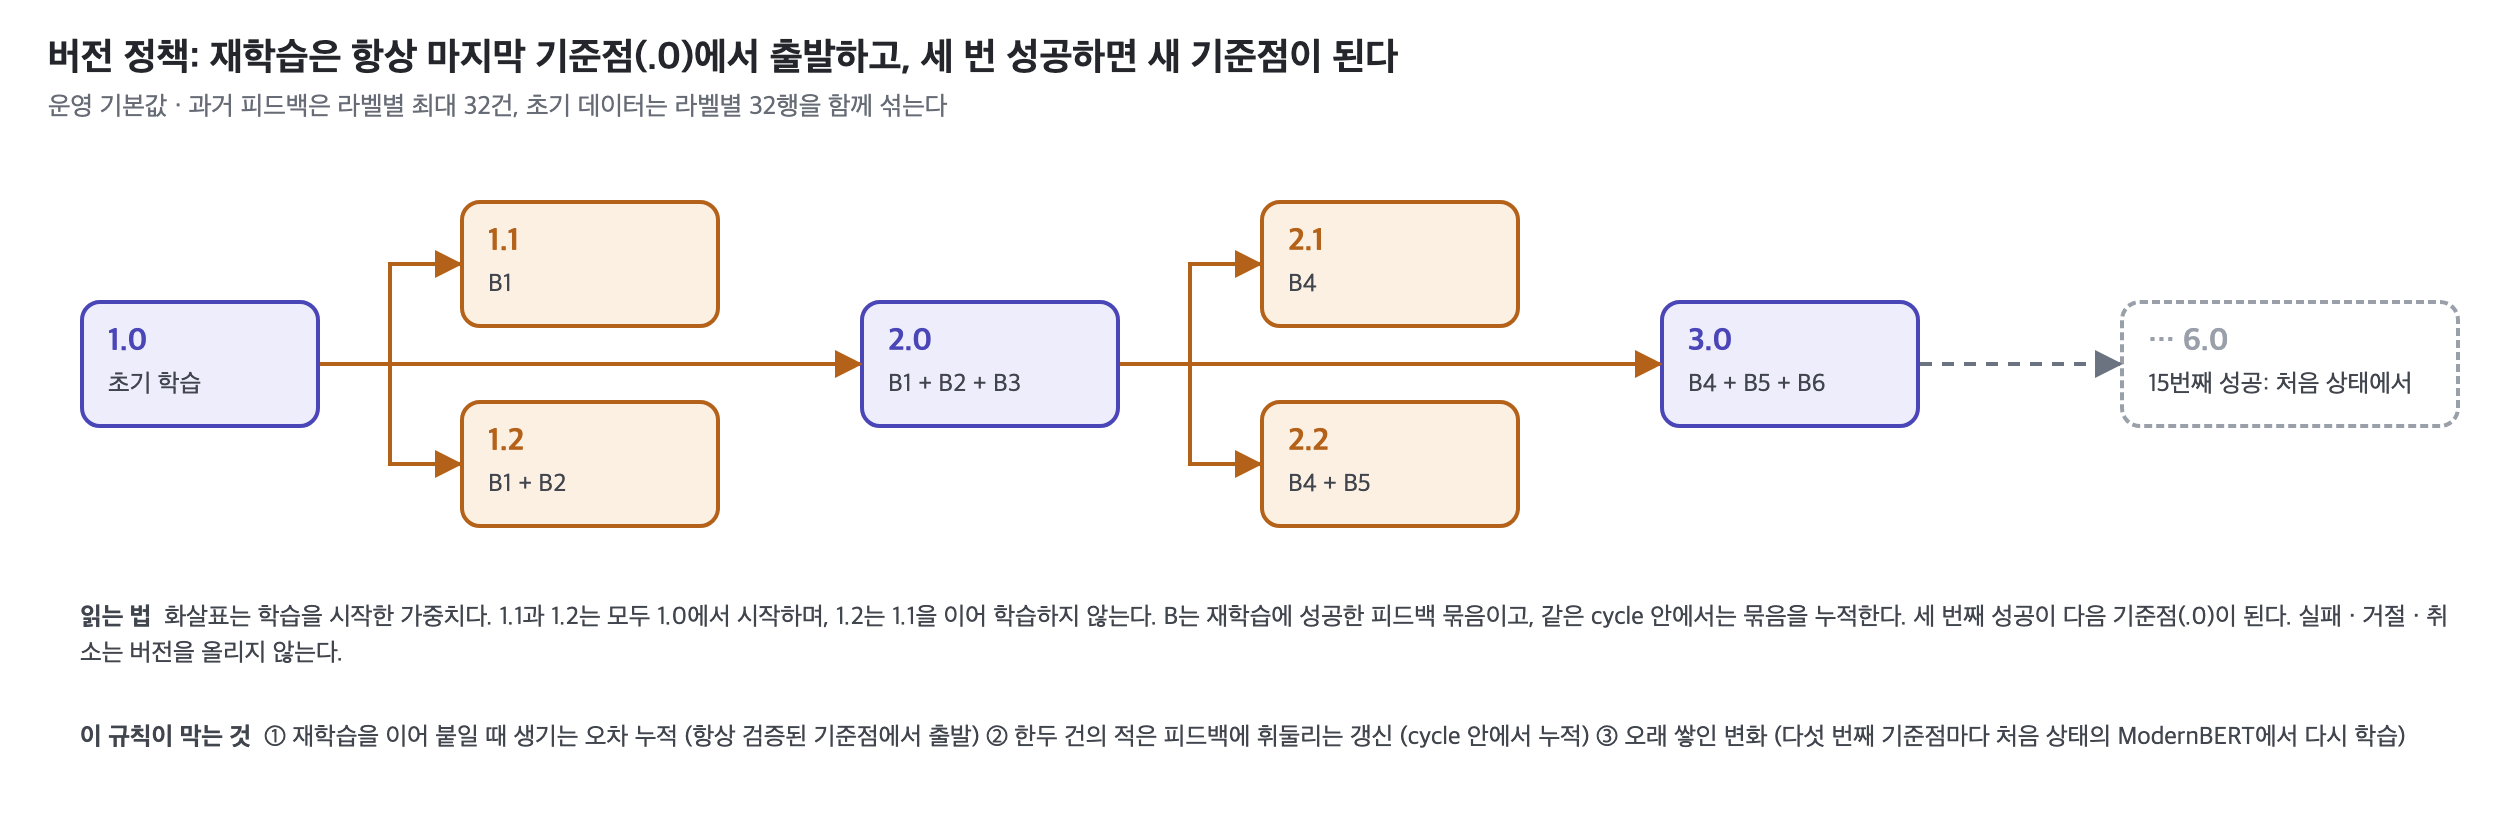 버전 정책: 재학습은 항상 마지막 기준점(.0)에서 출발하고, 세 번 성공하면 새 기준점이 된다
운영 기본값 · 과거 피드백은 라벨별 최대 32건, 초기 데이터는 라벨별 32행을 함께 섞는다
1.1
B1
2.1
B4
1.0
초기 학습
2.0
B1 + B2 + B3
3.0
B4 + B5 + B6
··· 6.0
15번째 성공: 처음 상태에서
1.2
B1 + B2
2.2
B4 + B5
읽는 법 화살표는 학습을 시작한 가중치다. 1.1과 1.2는 모두 1.0에서 시작하며, 1.2는 1.1을 이어 학습하지 않는다. B는 재학습에 성공한 피드백 묶음이고, 같은 cycle 안에서는 묶음을 누적한다. 세 번째 성공이 다음 기준점(.0)이 된다. 실패 · 거절 · 취
소는 버전을 올리지 않는다.
이 규칙이 막는 것 ① 재학습을 이어 붙일 때 생기는 오차 누적 (항상 검증된 기준점에서 출발) ② 한두 건의 적은 피드백에 휘둘리는 갱신 (cycle 안에서 누적) ③ 오래 쌓인 변화 (다섯 번째 기준점마다 처음 상태의 ModernBERT에서 다시 학습)